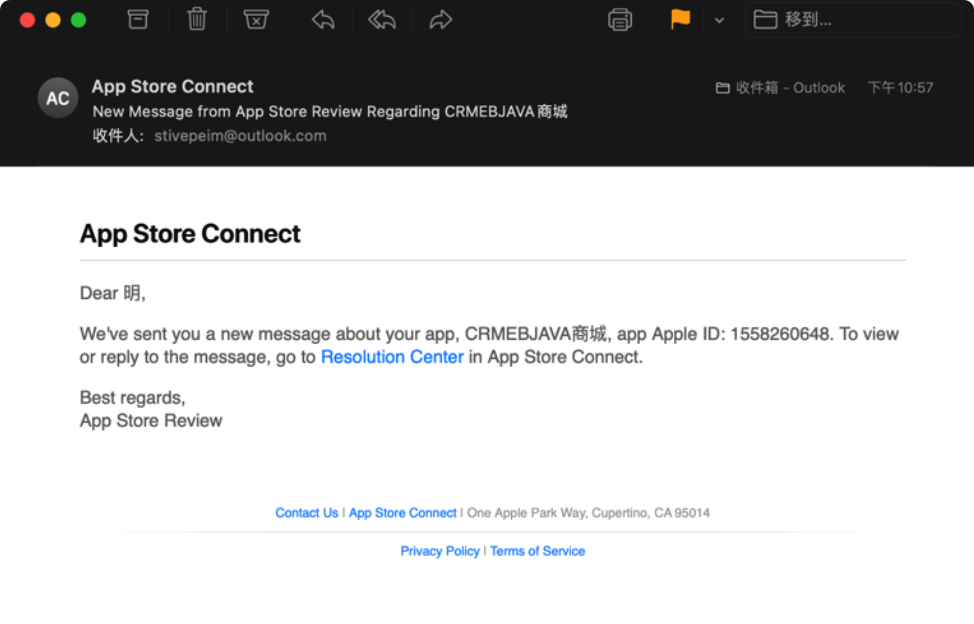 移到...
AC
App Store Connect
收件箱 - Outlook
下午10:57
New Message from App Store Review Regarding CRMEBJAVA商城
收件人: stivepeim@outlook.com
App Store Connect
Dear 明,
We've sent you a new message about your app, CRMEBJAVA商城, app Apple ID: 1558260648. To view
or reply to the message, go to Resolution Center in App Store Connect.
Best regards,
App Store Review
Contact Us | App Store Connect | One Apple Park Way, Cupertino, CA 95014
Privacy Policy | Terms of Service